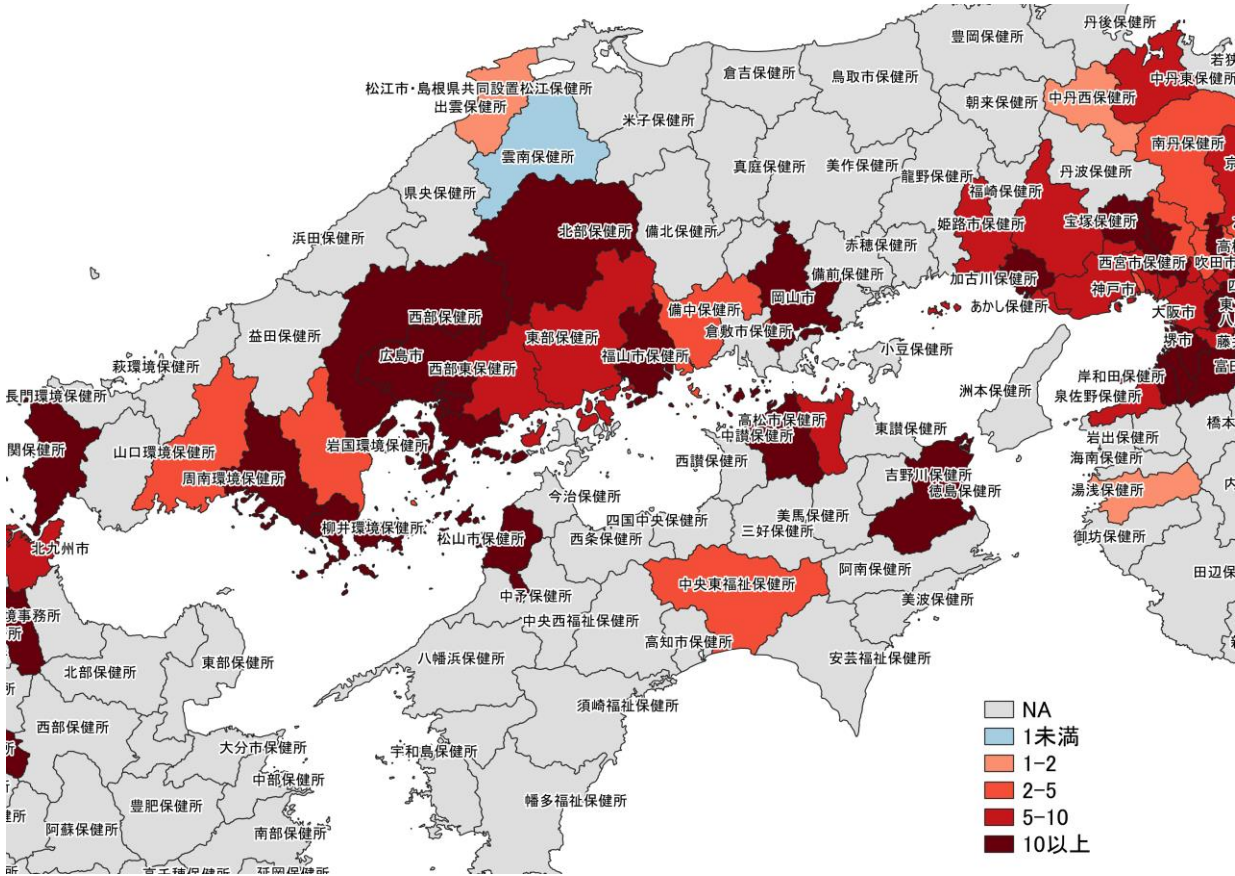 丹後保健所
豊岡保健所
若狭
倉吉保健所
鳥取市保健所
中丹東保健所
松江市・島根県共同設置松江保健所
出雲保健所
朝来保健所
中丹西保健所
米子保健所
南丹保健所
雲南保健所
真庭保健所
美作保健所
龍野保健所
丹波保健所
京
県央保健所
福崎保健所
浜田保健所
北部保健所
備北保健所
姫路市保健所
宝塚保健所
赤穂保健所
備前保健所
西宮市保健所
吹田市
加古川保健所
神戸市
岡山市
西部保健所
備中保健所
あかし保健所
大阪市
東
益田保健所
倉敷市保健所
東部保健所
八
広島市
福山市保健所
堺市
藤
萩環境保健所
西部東保健所
小豆保健所
富田
長門環境保健所
洲本保健所
岸和田保健所
泉佐野保健所
高松市保健所
橋本
関保健所
山口環境保健所
岩国環境保健所
中讃保健所
東讃保健所
岩出保健所
西讃保健所
海南保健所
周南環境保健所
吉野川保健所
徳島保健所
湯浅保健所
今治保健所
柳井環境保健所
四国中央保健所
美馬保健所
御坊保健所
松山市保健所
西条保健所
三好保健所
北九州市
阿南保健所
田辺保
中央東福祉保健所
中予保健所
美波保健所
境事務所
中央西福祉保健所
高知市保健所
北部保健所
東部保健所
八幡浜保健所
安芸福祉保健所
須崎福祉保健所
西部保健所
大分市保健所
宇和島保健所
中部保健所
幡多福祉保健所
豊肥保健所
阿蘇保健所
南部保健所
高千穂保健所
延岡保健所
NA
1未満
1-2
2-5
5-10
10以上